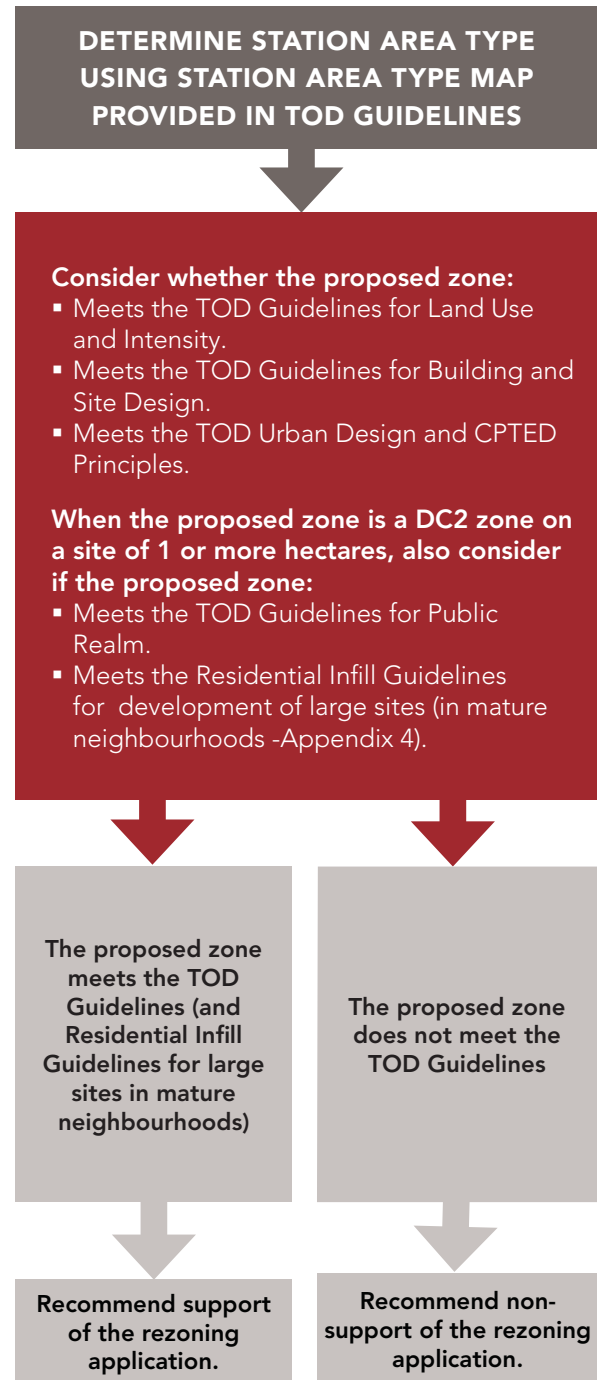 DETERMINE STATION AREA TYPE
USING STATION AREA TYPE MAP
PROVIDED IN TOD GUIDELINES
Consider whether the proposed zone:
▪ Meets the TOD Guidelines for Land Use
and Intensity.
▪ Meets the TOD Guidelines for Building and
Site Design.
▪ Meets the TOD Urban Design and CPTED
Principles.
When the proposed zone is a DC2 zone on
a site of 1 or more hectares, also consider
if the proposed zone:
▪ Meets the TOD Guidelines for Public
Realm.
▪ Meets the Residential Infill Guidelines
for  development of large sites (in mature
neighbourhoods -Appendix 4).
The proposed zone
meets the TOD
Guidelines (and
Residential Infill
Guidelines for large
sites in mature
neighbourhoods)
The proposed zone
does not meet the
TOD Guidelines
Recommend support
of the rezoning
application.
Recommend non-
support of the rezoning
application.